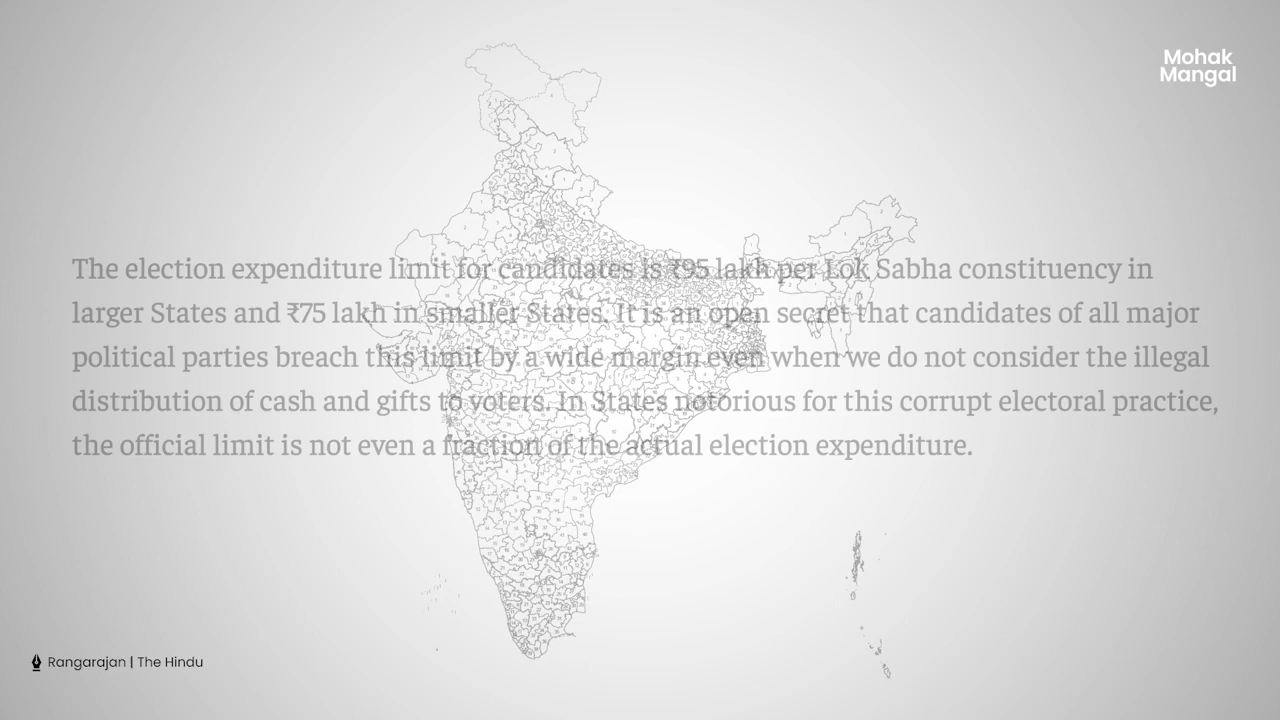 Mohak
Mangal
The election expenditure limit for candidates is ₹95 lakh per Lok Sabha constituency in
larger States and ₹75 lakh in smaller States. It is an open secret that candidates of all major
political parties breach this limit by a wide margin even when we do not consider the illegal
distribution of cash and gifts to voters. In States notorious for this corrupt electoral practice,
the official limit is not even a fraction of the actual election expenditure.
Rangarajan | The Hindu